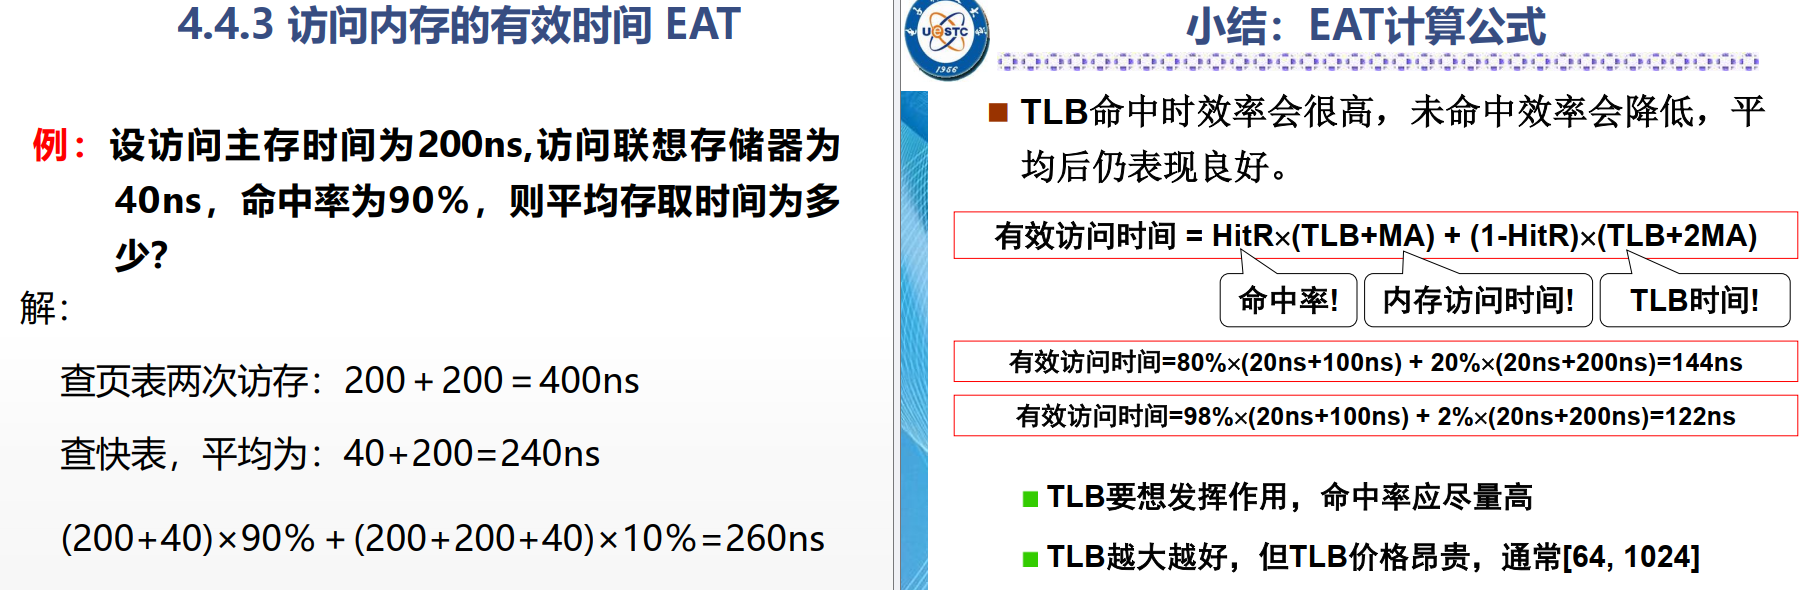 4.4.3 访问内存的有效时间 EAT
例：设访问主存时间为200ns,访问联想存储器为
40ns，命中率为90%，则平均存取时间为多
少？
解：
查页表两次访存：200＋200＝400ns
查快表，平均为：40+200=240ns
(200+40)×90%＋(200+200+40)×10%=260ns
UeSTC
1956
小结：EAT计算公式
TLB命中时效率会很高，未命中效率会降低，平
均后仍表现良好。
有效访问时间 = HitR×(TLB+MA) + (1-HitR)×(TLB+2MA)
命中率!
内存访问时间!
TLB时间!
有效访问时间=80%×(20ns+100ns) + 20%×(20ns+200ns)=144ns
有效访问时间=98%×(20ns+100ns) + 2%×(20ns+200ns)=122ns
TLB要想发挥作用，命中率应尽量高
TLB越大越好，但TLB价格昂贵，通常[64, 1024]